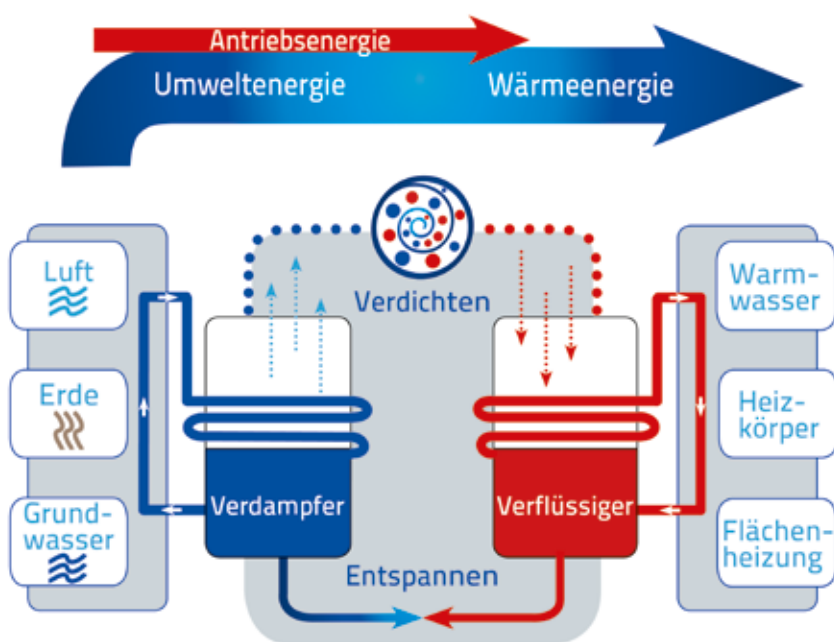 Antriebsenergie
Umweltenergie
Wärmeenergie
Luft
Erde
Grund-
wasser
Verdichten
Verdampfer
Verflüssiger
Entspannen
Warm-
wasser
Heiz-
körper
Flächen-
heizung